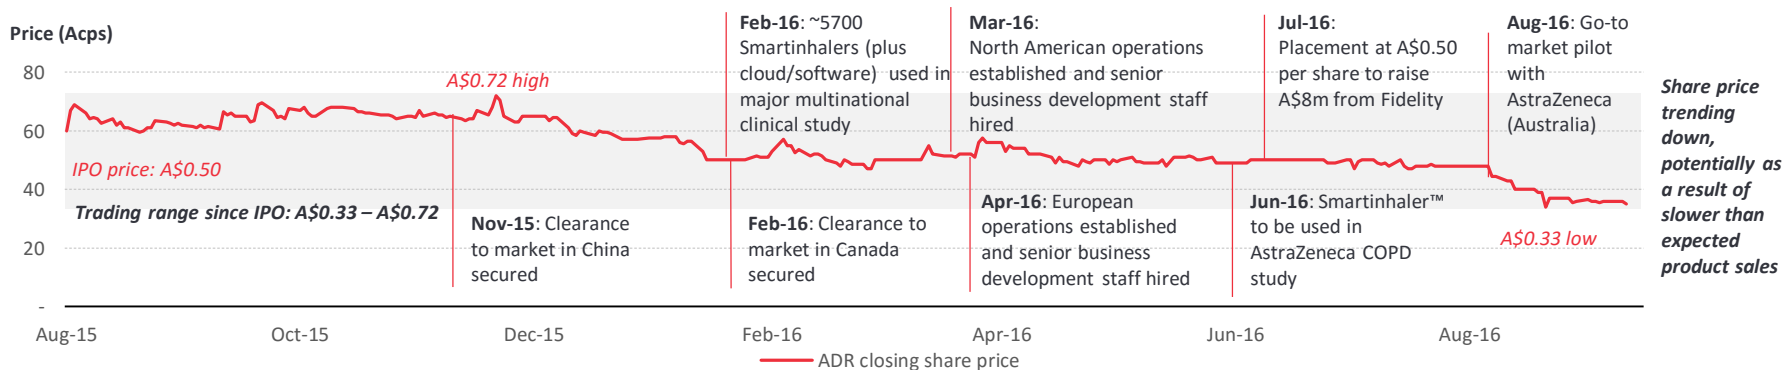 Price (Acps)
80
60
40
20
-
A$0.72 high
IPO price: A$0.50
Trading range since IPO: A$0.33 – A$0.72
Nov-15: Clearance
to market in China
secured
Feb-16: ~5700
Smartinhalers (plus
cloud/software) used in
major multinational
clinical study
Feb-16: Clearance to
market in Canada
secured
Mar-16:
North American operations
established and senior
business development staff
hired
Apr-16: European
operations established
and senior business
development staff hired
Jul-16:
Placement at A$0.50
per share to raise
A$8m from Fidelity
Jun-16: Smartinhaler™
to be used in
AstraZeneca COPD
study
Aug-16: Go-to
market pilot
with
AstraZeneca
(Australia)
A$0.33 low
Share price
trending
down,
potentially as
a result of
slower than
expected
product sales
Aug-15
Oct-15
Dec-15
Feb-16
Apr-16
Jun-16
Aug-16
ADR closing share price